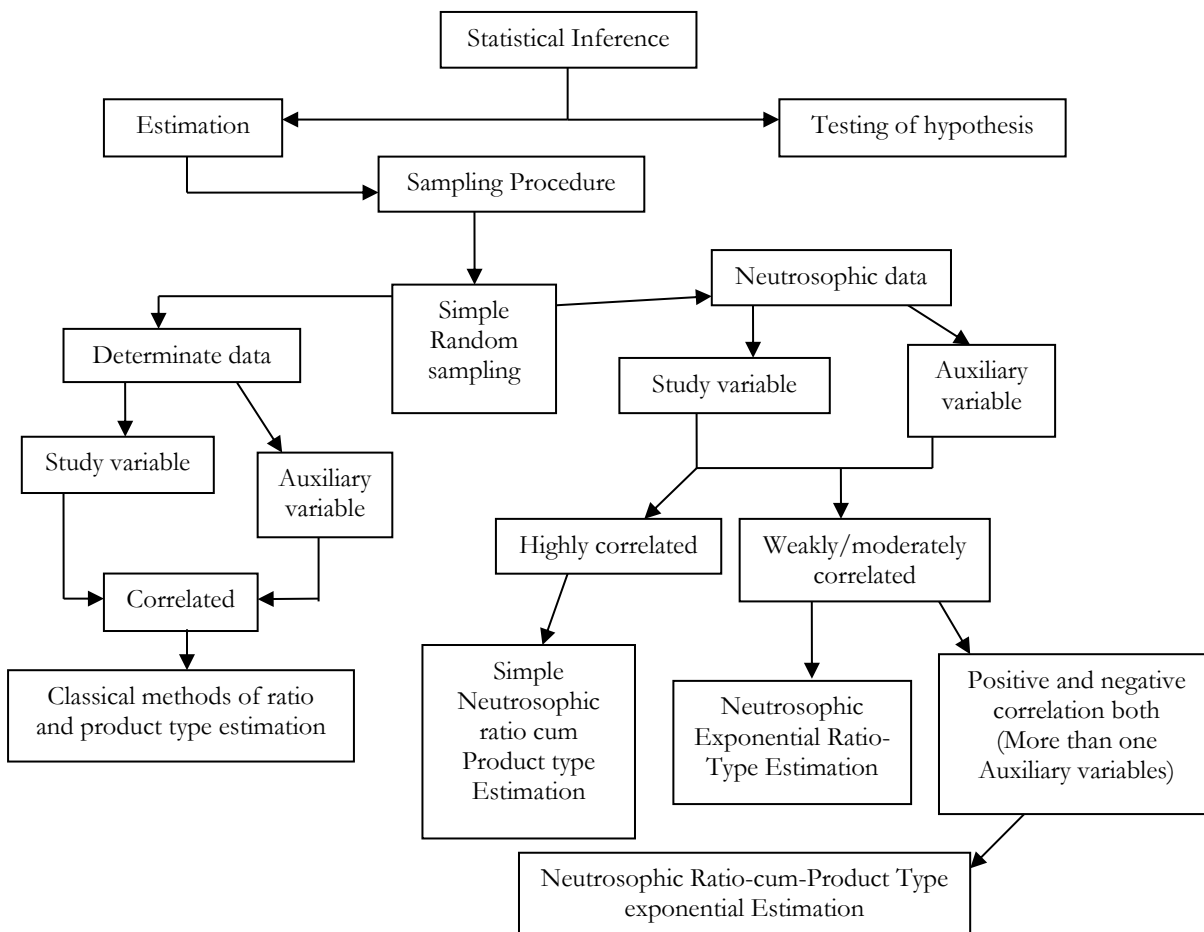 Statistical Inference
Estimation
Testing of hypothesis
Sampling Procedure
Neutrosophic data
Simple
Random
sampling
Determinate data
Study variable
Auxiliary
variable
Study variable
Auxiliary
variable
Highly correlated
Weakly/moderately
correlated
Correlated
Classical methods of ratio
and product type estimation
Simple
Neutrosophic
ratio cum
Product type
Estimation
Neutrosophic
Exponential Ratio-
Type Estimation
Positive and negative
correlation both
(More than one
Auxiliary variables)
Neutrosophic Ratio-cum-Product Type
exponential Estimation